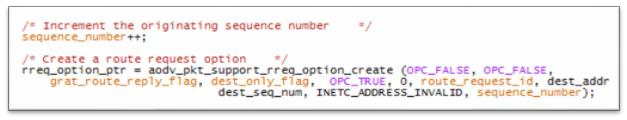 /* Increment the originating sequence number */
sequence_number++;
/* Create a route request option */
rreq_option_ptr = aodv_pkt_support_rreq_option_create (OPC_FALSE, OPC_FALSE,
grat_route_reply_flag, dest_only_flag, OPC_TRUE, 0, route_request_id, dest_addr
dest_seq_num, INETC_ADDRESS_INVALID, sequence_number);